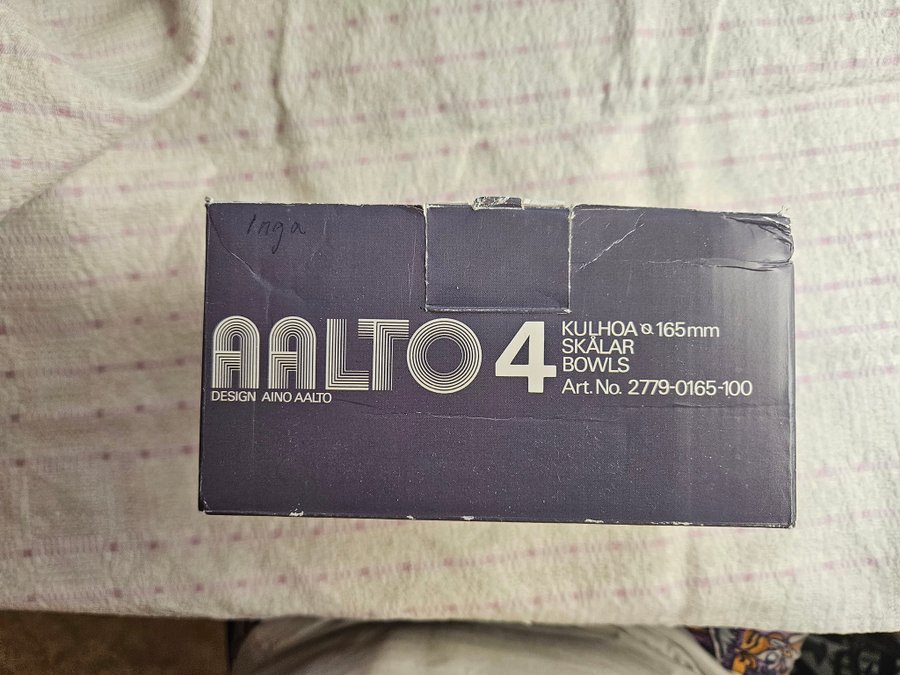 Inga
AALTO 4
DESIGN AINO AALTO
KULHOA ø 165mm
SKÅLAR
BOWLS
Art. No. 2779-0165-100